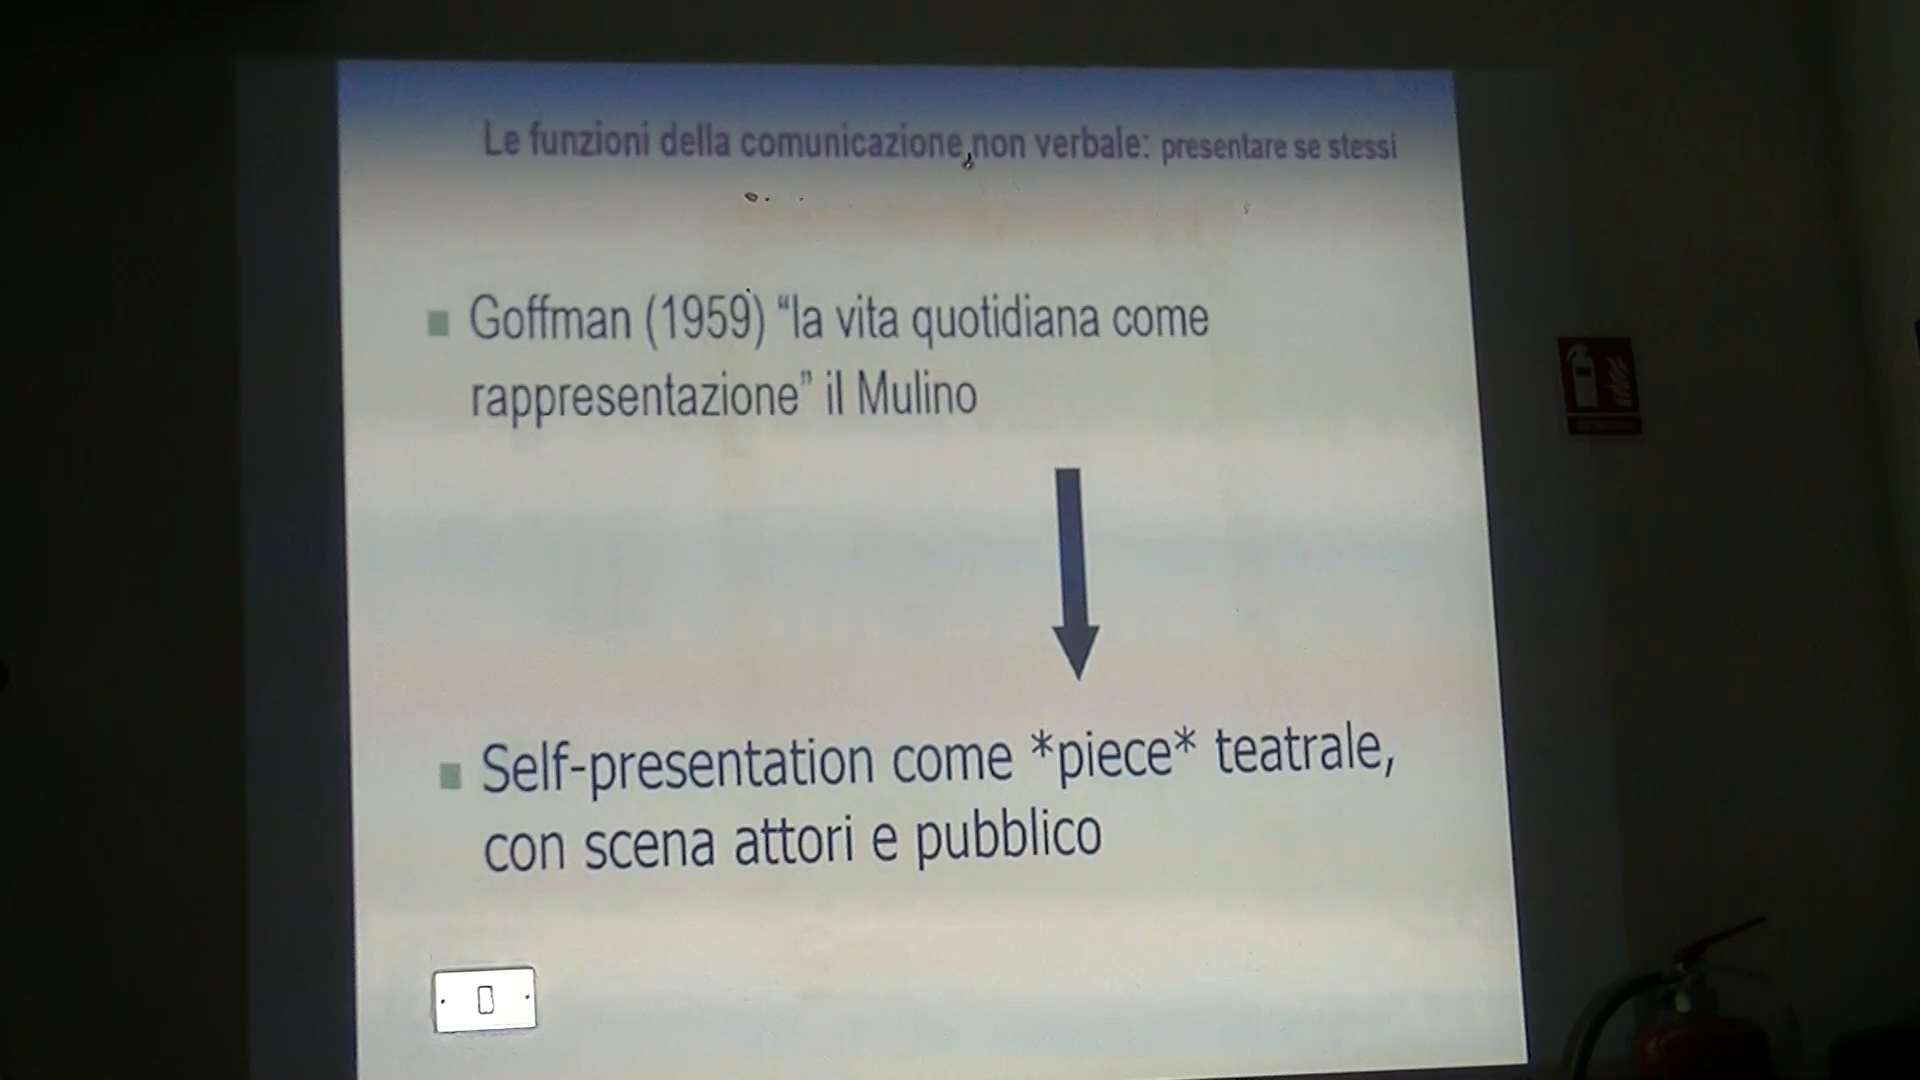 Le funzioni della comunicazione non verbale: presentare se stessi
Goffman (1959) “la vita quotidiana come
rappresentazione” il Mulino
Self-presentation come *piece* teatrale,
con scena attori e pubblico